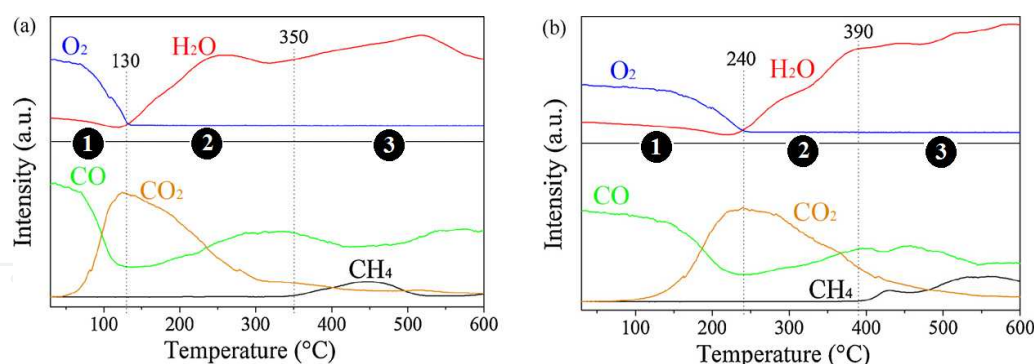 (a)
O₂
130
H₂O
350
1
2
3
CO
CO₂
CH₄
Intensity (a.u.)
100 200 300 400 500 600
Temperature (°C)
(b)
O₂
240
H₂O
390
1
2
3
CO
CO₂
CH₄
Intensity (a.u.)
100 200 300 400 500 600
Temperature (°C)